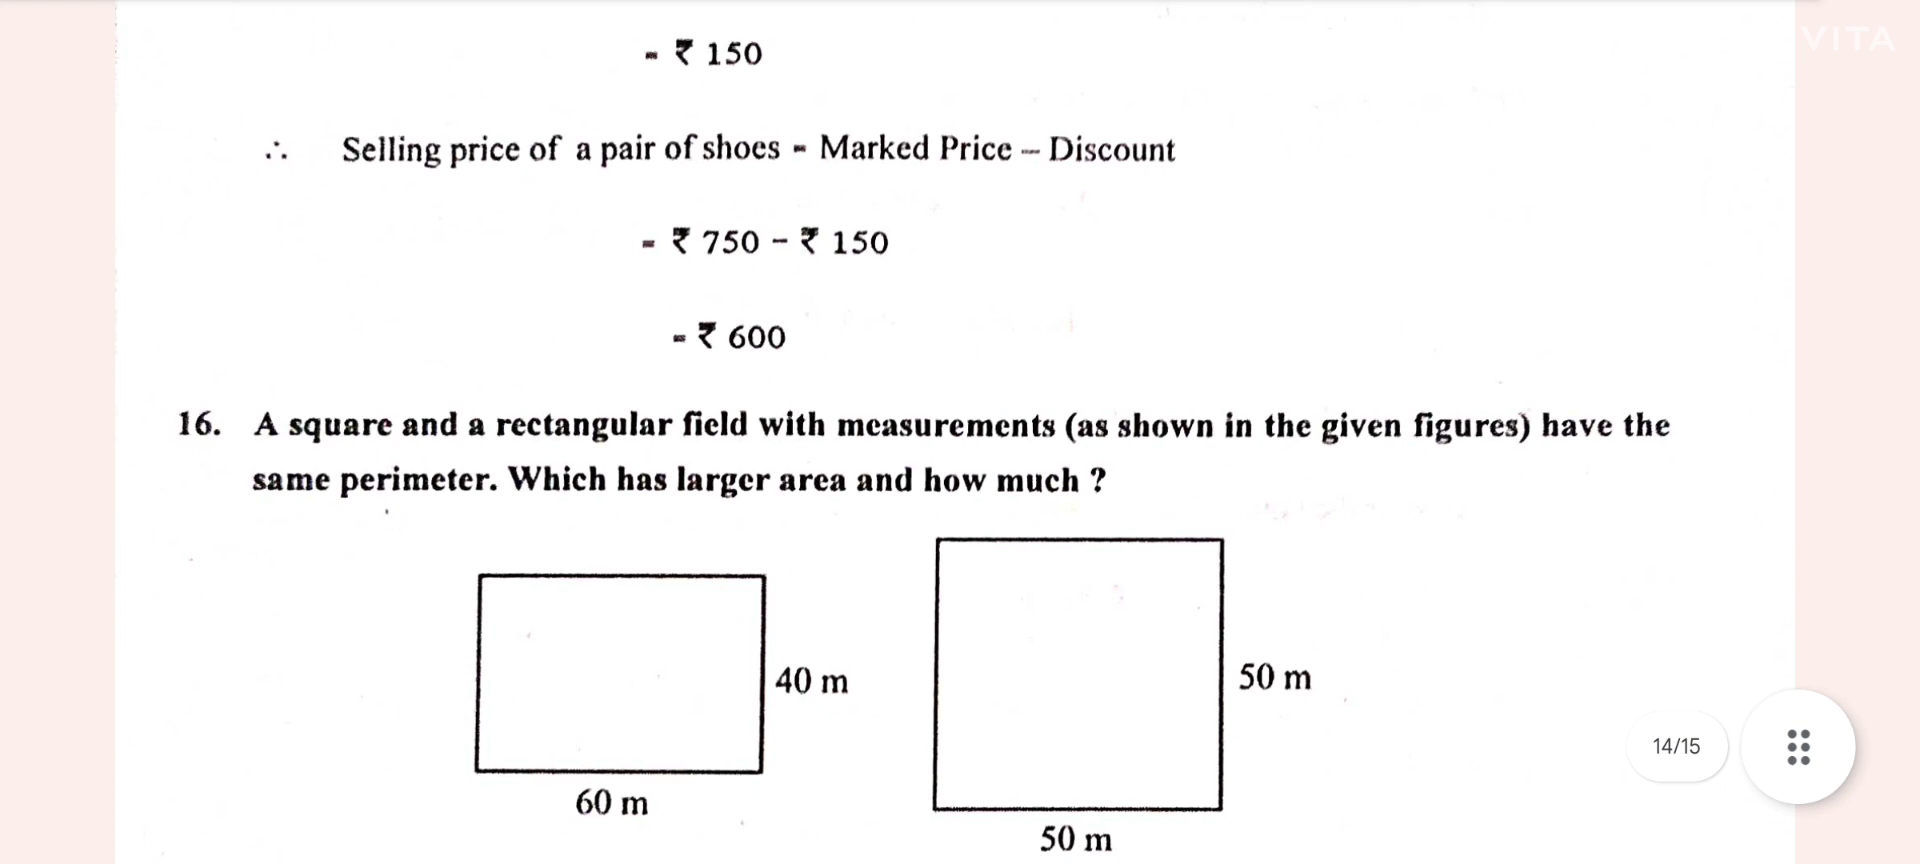 VITA
= ₹ 150
∴ Selling price of a pair of shoes = Marked Price – Discount
= ₹ 750 – ₹ 150
= ₹ 600
16. A square and a rectangular field with measurements (as shown in the given figures) have the
same perimeter. Which has larger area and how much ?
40 m
50 m
60 m
50 m
14/15